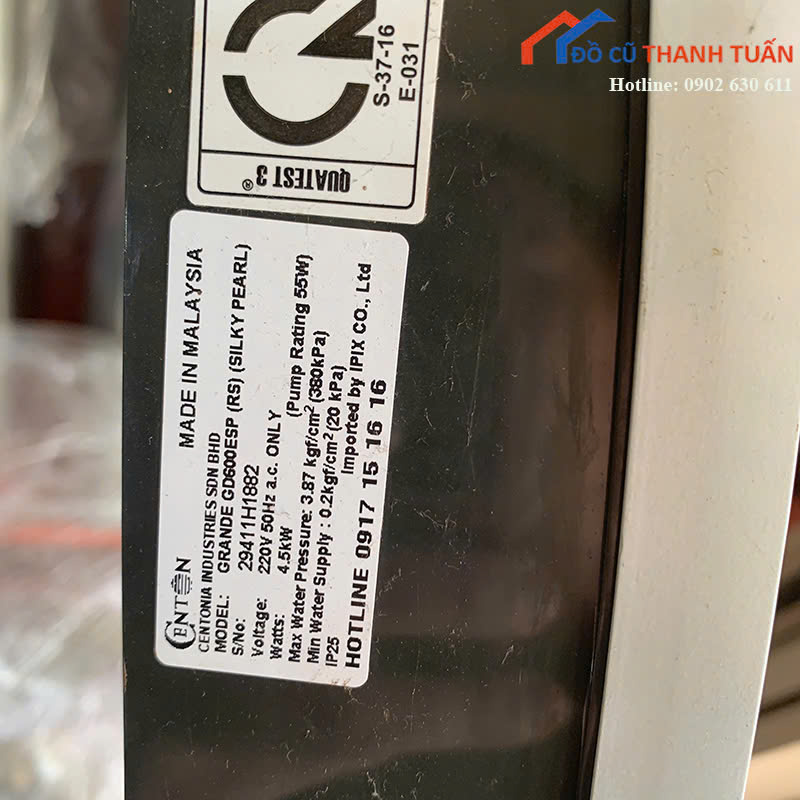 ĐỒ CŨ THANH TUẤN
Hotline: 0902 630 611
S-37-16
E-031
QUATEST 3®
CENTON
MADE IN MALAYSIA
CENTONIA INDUSTRIES SDN BHD
MODEL: GRANDE GD600ESP (RS) (SILKY PEARL)
S/No: 29411H1882
Voltage: 220V 50Hz a.c. ONLY
Watts: 4.5kW (Pump Rating 55W)
Max Water Pressure: 3.87 kgf/cm² (380kPa)
Min Water Supply : 0.2kgf/cm² (20 kPa)
IP25 Imported by IPIX CO., Ltd
HOTLINE 0917 15 16 16